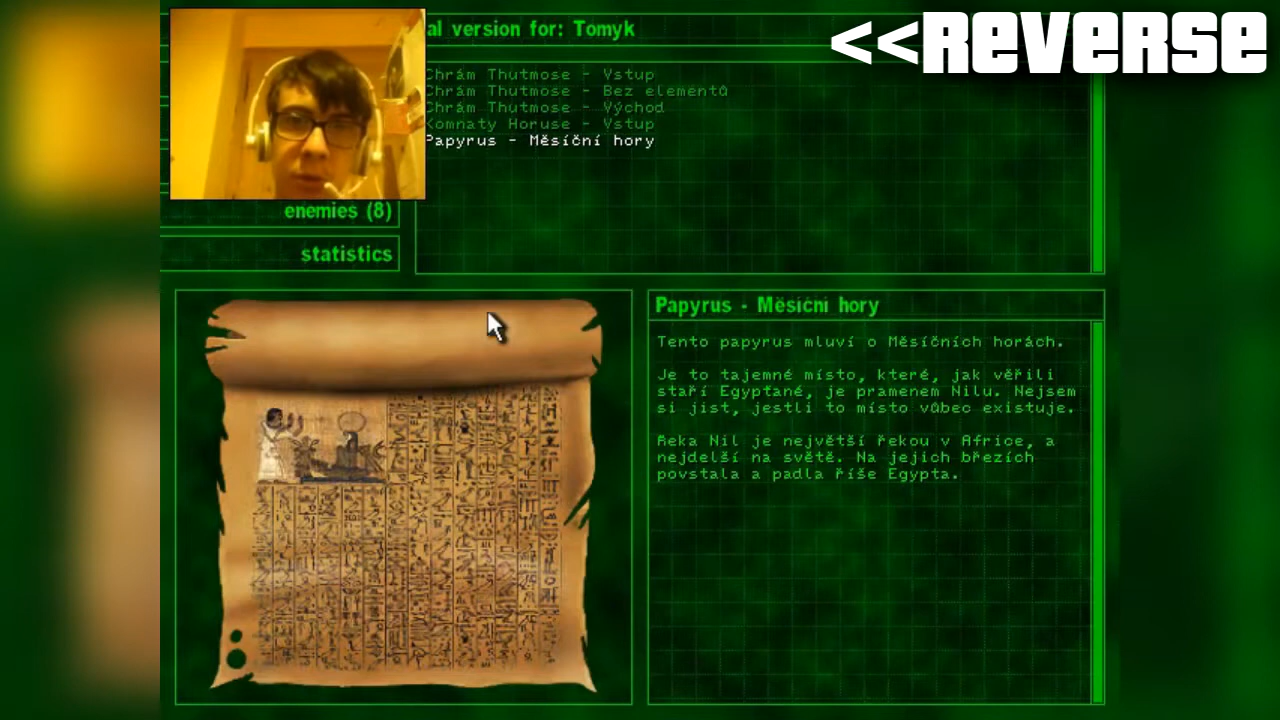 al version for: Tomyk
<<REVERSE
Chrám Thutmose - Vstup
Chrám Thutmose - Bez elementů
Chrám Thutmose - Východ
Komnaty Horuse - Vstup
Papyrus - Měsíční hory
enemies (8)
statistics
Papyrus - Měsíční hory
Tento papyrus mluví o Měsíčních horách.
Je to tajemné místo, které, jak věřili
staří Egyptané, je pramenem Nilu. Nejsem
si jist, jestli to místo vůbec existuje.
Řeka Nil je největší řekou v Africe, a
nejdelší na světě. Na jejich březích
povstala a padla říše Egypta.